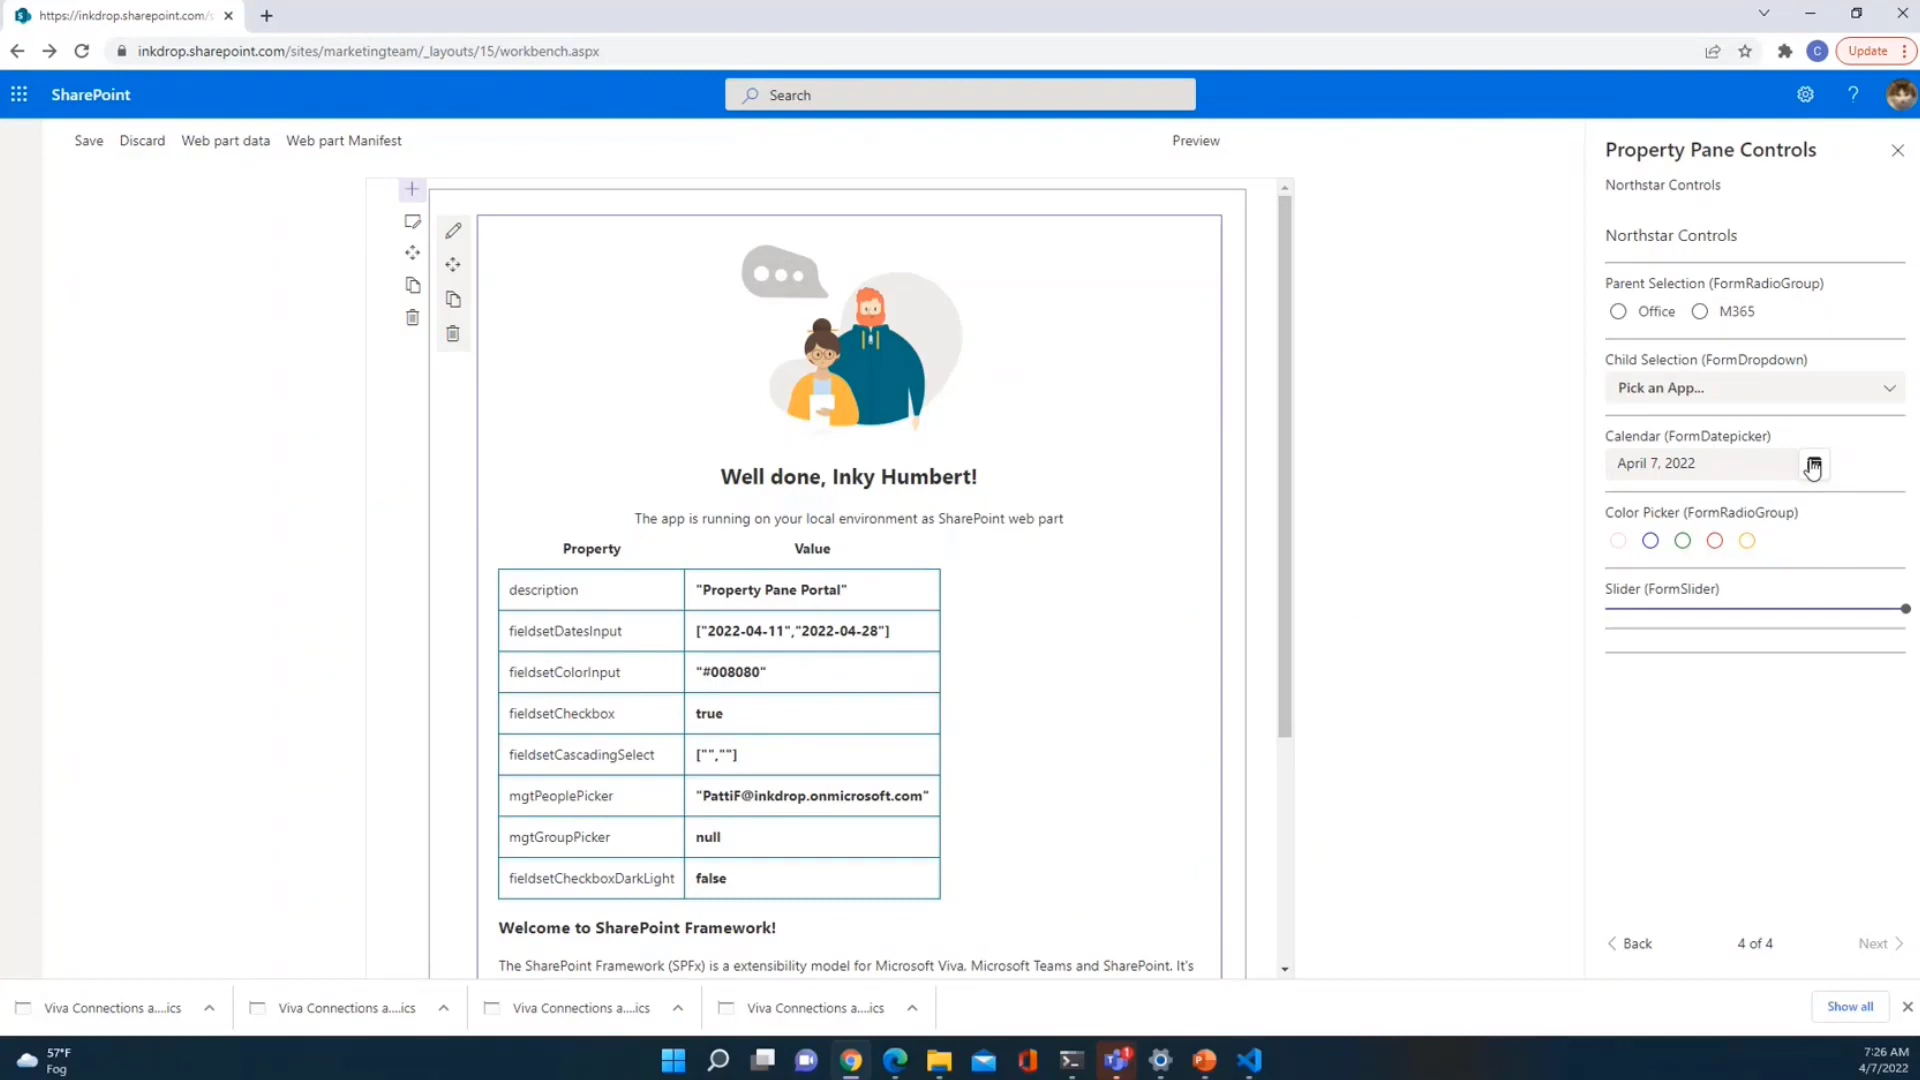 https://inkdrop.sharepoint.com/s
inkdrop.sharepoint.com/sites/marketingteam/_layouts/15/workbench.aspx
C
Update
SharePoint
Search
?
Save Discard Web part data Web part Manifest
Preview
Property Pane Controls
Northstar Controls
Northstar Controls
Parent Selection (FormRadioGroup)
Office M365
Child Selection (FormDropdown)
Pick an App...
Calendar (FormDatepicker)
April 7, 2022
Color Picker (FormRadioGroup)
Slider (FormSlider)
Back 4 of 4 Next
Well done, Inky Humbert!
The app is running on your local environment as SharePoint web part
Property Value
description "Property Pane Portal"
fieldsetDatesInput ["2022-04-11","2022-04-28"]
fieldsetColorInput "#008080"
fieldsetCheckbox true
fieldsetCascadingSelect ["",""]
mgtPeoplePicker "PattiF@inkdrop.onmicrosoft.com"
mgtGroupPicker null
fieldsetCheckboxDarkLight false
Welcome to SharePoint Framework!
The SharePoint Framework (SPFx) is a extensibility model for Microsoft Viva. Microsoft Teams and SharePoint. It's
Viva Connections a....ics Viva Connections a....ics Viva Connections a....ics Viva Connections a....ics
Show all
57°F
Fog
1
7:26 AM
4/7/2022